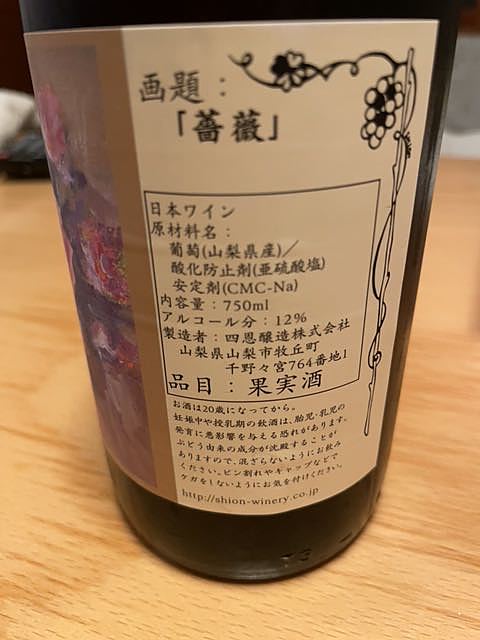 画題：
「薔薇」
日本ワイン
原材料名：
葡萄(山梨県産)／
酸化防止剤(亜硫酸塩)
安定剤(CMC-Na)
内容量：750ml
アルコール分：12%
製造者：四恩醸造株式会社
山梨県山梨市牧丘町
千野々宮764番地1
品目：果実酒
お酒は20歳になってから。
妊娠中や授乳期の飲酒は、胎児・乳児の
発育に悪影響を与える恐れがあります。
ぶどう由来の成分が沈殿することが
ありますので、混ざらないようにお飲み
ください。ビン割れやキャップなどで
ケガをしないようにお気を付けください。
http://shion-winery.co.jp